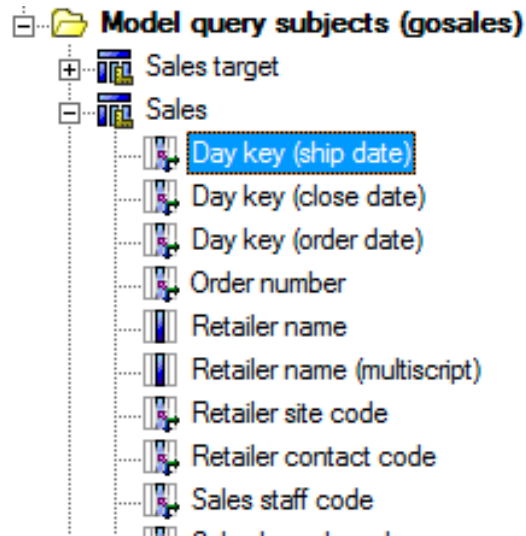 Model query subjects (gosales)
Sales target
Sales
Day key (ship date)
Day key (close date)
Day key (order date)
Order number
Retailer name
Retailer name (multiscript)
Retailer site code
Retailer contact code
Sales staff code